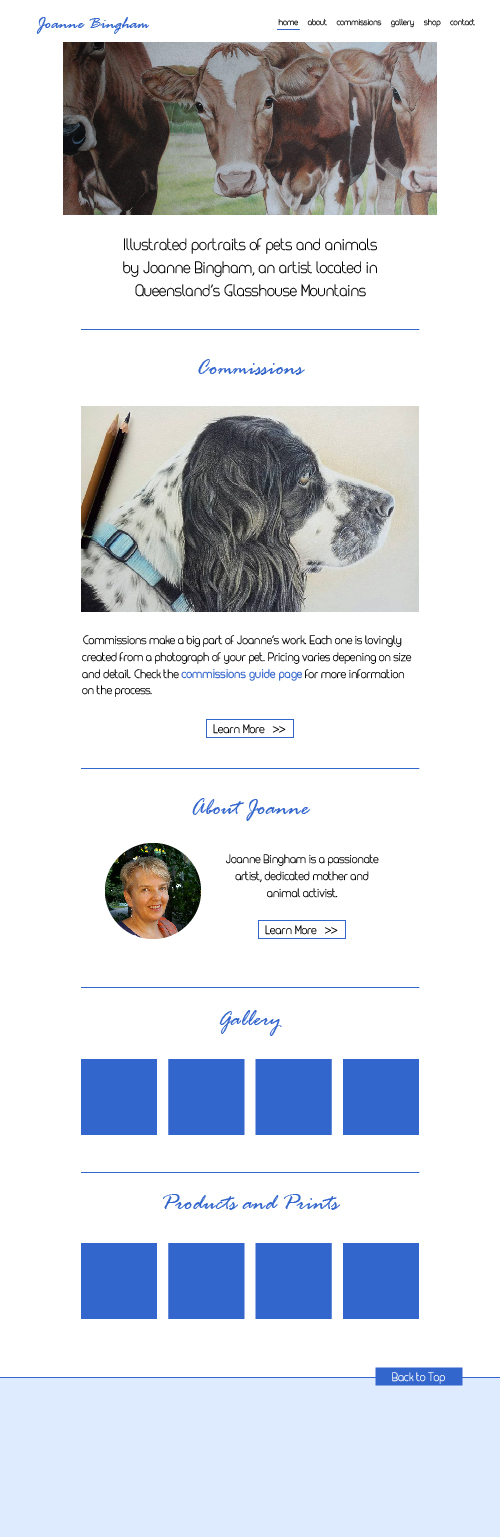 Joanne Bingham
home about commissions gallery shop contact
Illustrated portraits of pets and animals
by Joanne Bingham, an artist located in
Queensland's Glasshouse Mountains
Commissions
Commissions make a big part of Joanne's work. Each one is lovingly
created from a photograph of your pet. Pricing varies depening on size
and detail. Check the commissions guide page for more information
on the process.
Learn More >>
About Joanne
Joanne Bingham is a passionate
artist, dedicated mother and
animal activist.
Learn More >>
Gallery
Products and Prints
Back to Top